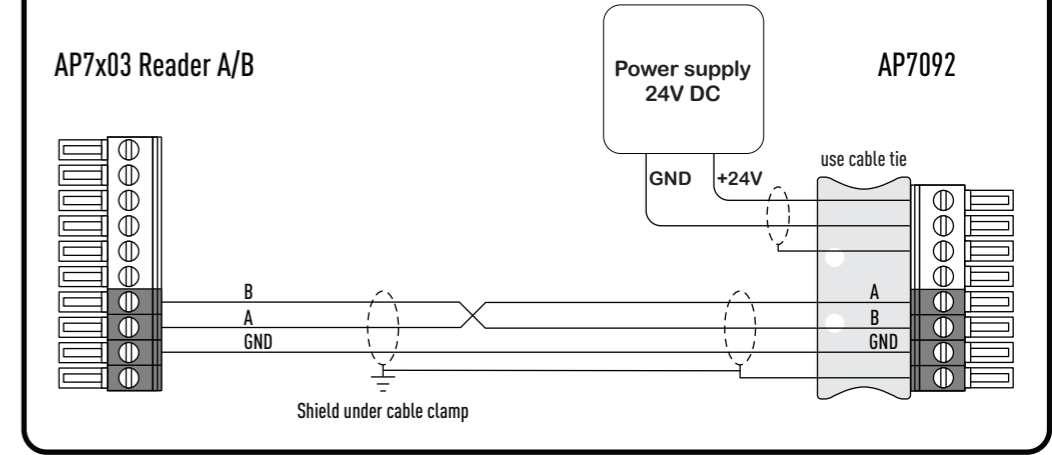 AP7x03 Reader A/B
Power supply
24V DC
AP7092
use cable tie
GND
+24V
B
A
A
B
GND
GND
Shield under cable clamp